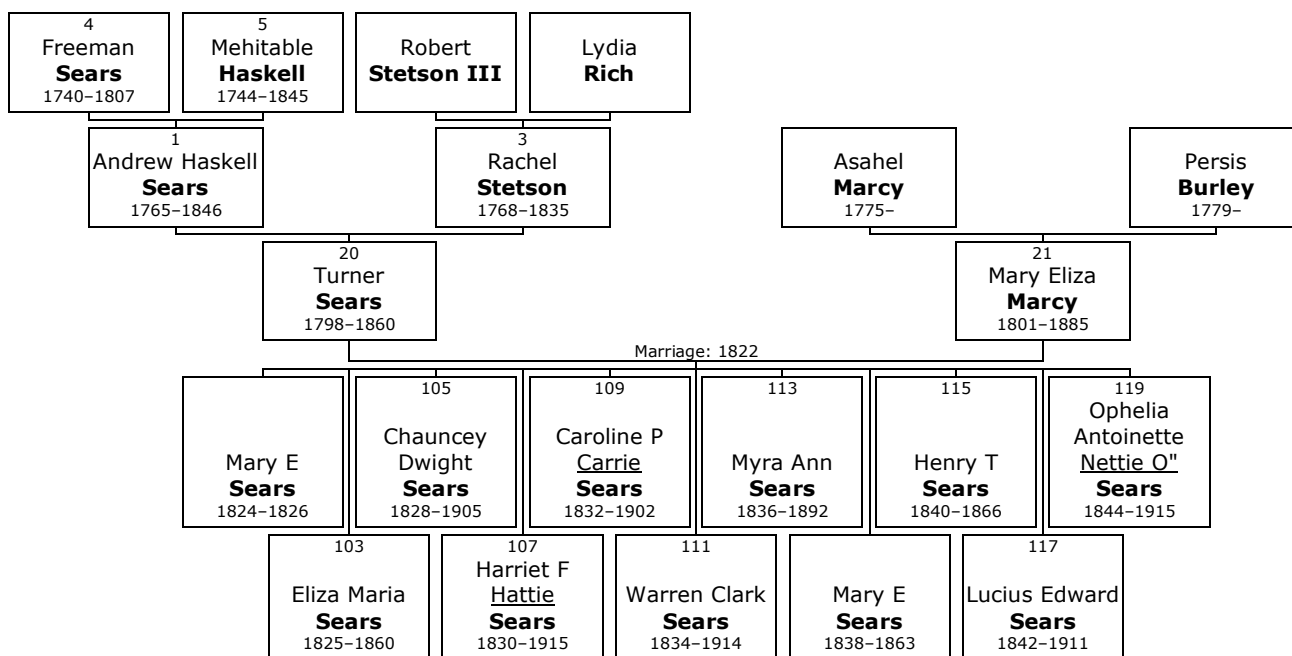 4
Freeman
Sears
1740–1807
5
Mehitable
Haskell
1744–1845
Robert
Stetson III
Lydia
Rich
1
Andrew Haskell
Sears
1765–1846
3
Rachel
Stetson
1768–1835
Asahel
Marcy
1775–
Persis
Burley
1779–
20
Turner
Sears
1798–1860
21
Mary Eliza
Marcy
1801–1885
Marriage: 1822
Mary E
Sears
1824–1826
105
Chauncey
Dwight
Sears
1828–1905
109
Caroline P
Carrie
Sears
1832–1902
113
Myra Ann
Sears
1836–1892
115
Henry T
Sears
1840–1866
119
Ophelia
Antoinette
Nettie O"
Sears
1844–1915
103
Eliza Maria
Sears
1825–1860
107
Harriet F
Hattie
Sears
1830–1915
111
Warren Clark
Sears
1834–1914
Mary E
Sears
1838–1863
117
Lucius Edward
Sears
1842–1911